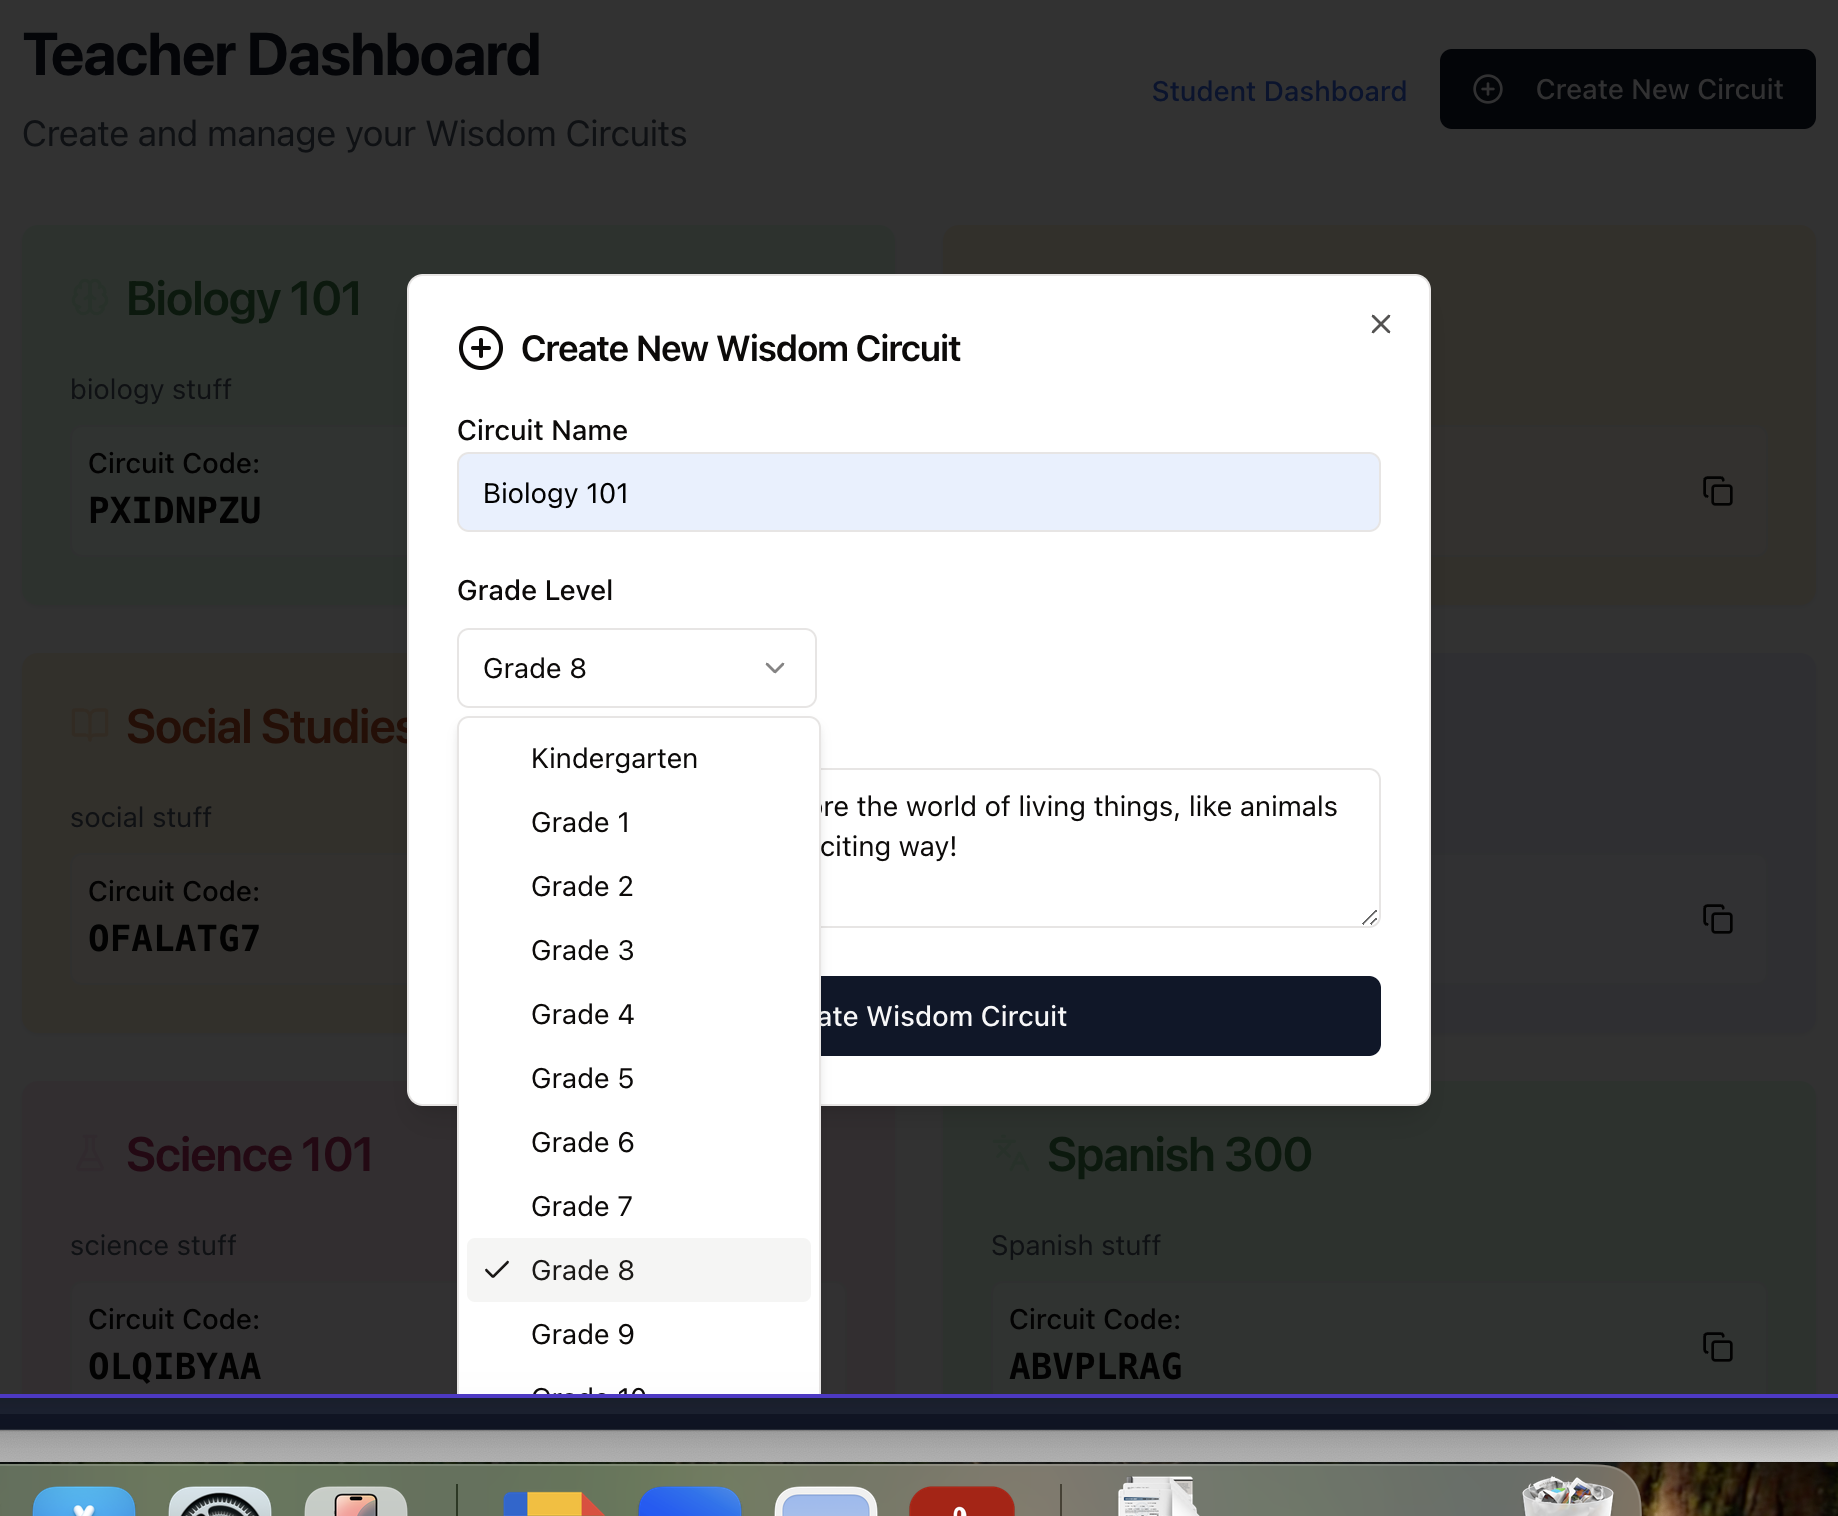 Teacher Dashboard
Create and manage your Wisdom Circuits
Student Dashboard
Create New Circuit
Biology 101
biology stuff
Circuit Code:
PXIDNPZU
Create New Wisdom Circuit
Circuit Name
Biology 101
Grade Level
Grade 8
Kindergarten
Grade 1
Grade 2
Grade 3
Grade 4
Grade 5
Grade 6
Grade 7
Grade 8
Grade 9
Grade 10
ore the world of living things, like animals
citing way!
ate Wisdom Circuit
Social Studies
social stuff
Circuit Code:
OFALATG7
Science 101
science stuff
Circuit Code:
OLQIBYAA
Spanish 300
Spanish stuff
Circuit Code:
ABVPLRAG